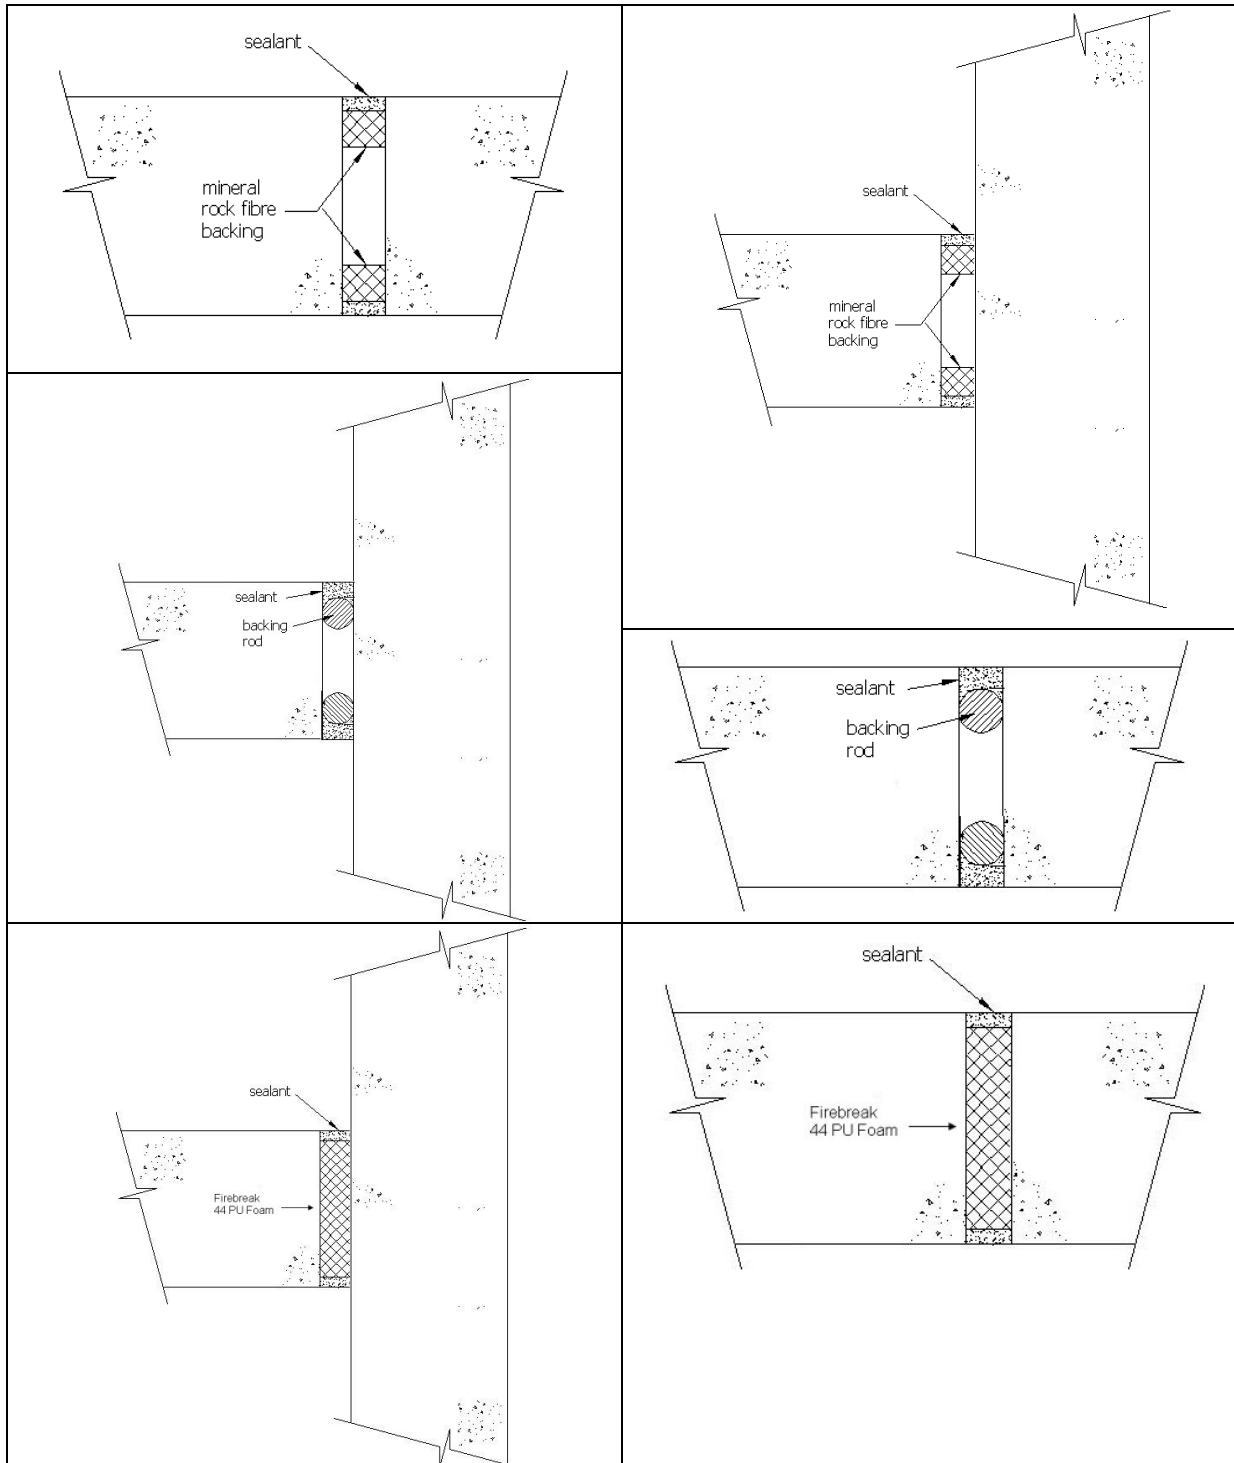 sealant
mineral
rock fibre
backing
sealant
mineral
rock fibre
backing
sealant
backing
rod
sealant
backing
rod
sealant
Firebreak
44 PU Foam
sealant
Firebreak
44 PU Foam